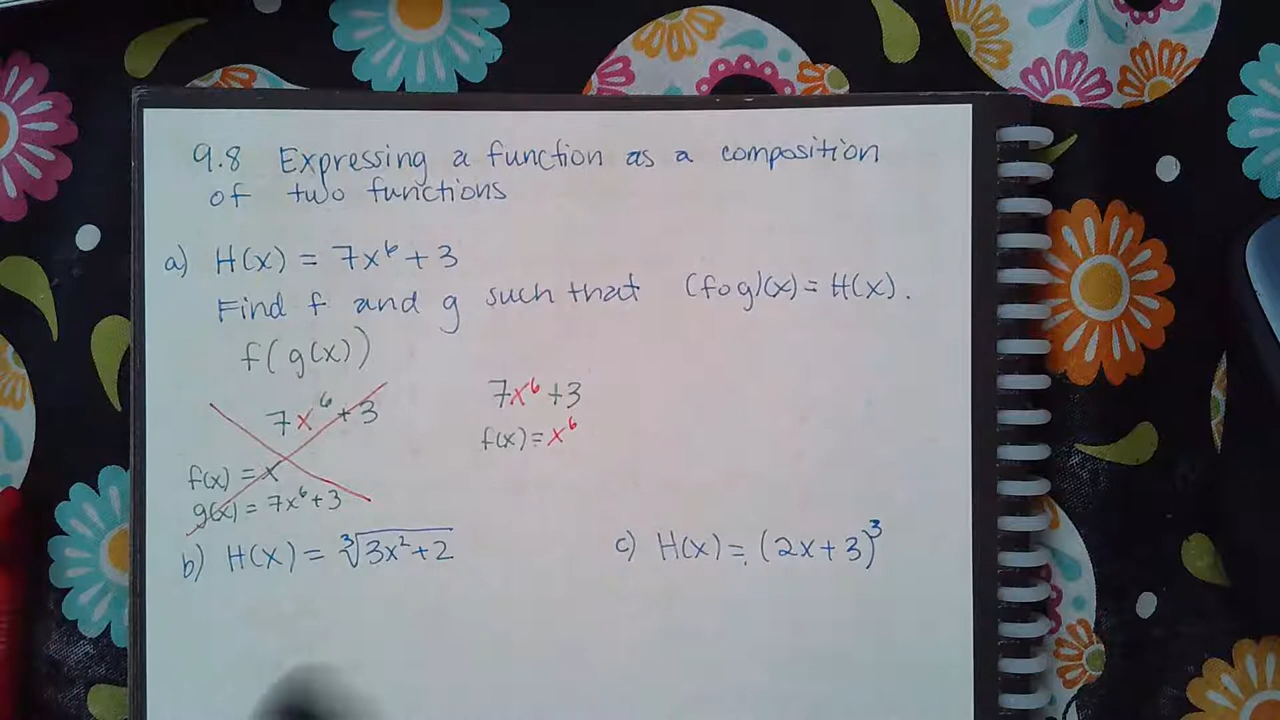 9.8 Expressing a function as a composition
of two functions
a) H(x) = 7x⁶ + 3
Find f and g such that (f∘g)(x) = H(x).
f(g(x))
7x⁶ + 3
f(x) = x
g(x) = 7x⁶ + 3
7x⁶ + 3
f(x) = x⁶
b) H(x) = ∛(3x² + 2)
c) H(x) = (2x + 3)³